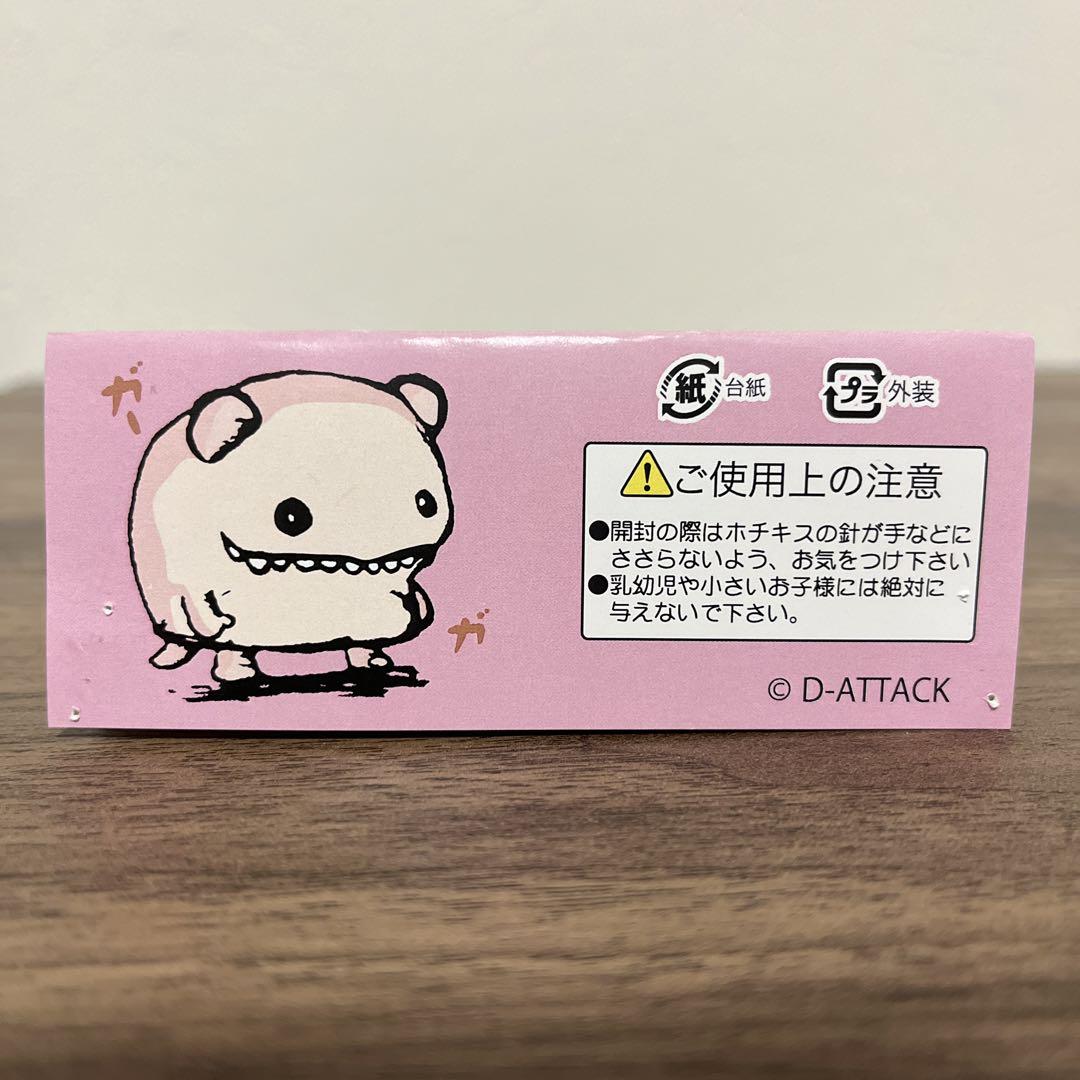 ガー
紙 台紙
プラ 外装
ご使用上の注意
●開封の際はホチキスの針が手などに
ささらないよう、お気をつけ下さい
●乳幼児や小さいお子様には絶対に
与えないで下さい。
ガ
© D-ATTACK